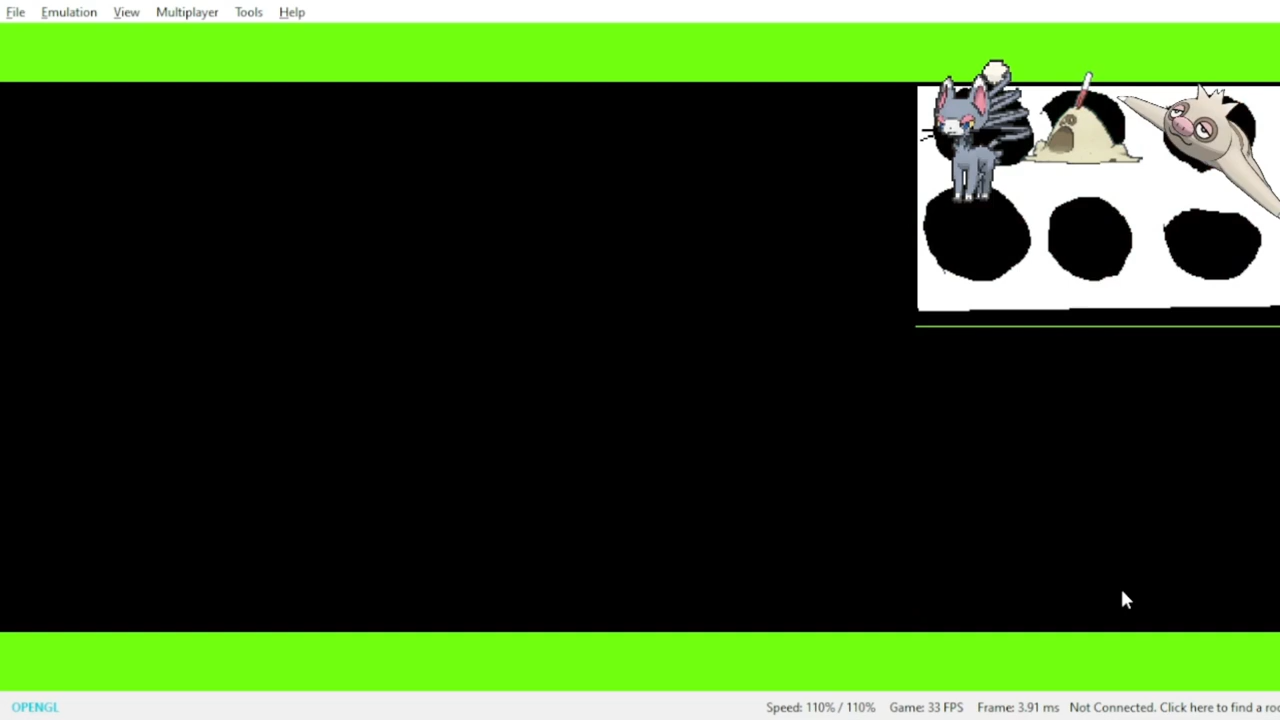 File Emulation View Multiplayer Tools Help
OPENGL Speed: 110% / 110% Game: 33 FPS Frame: 3.91 ms Not Connected. Click here to find a